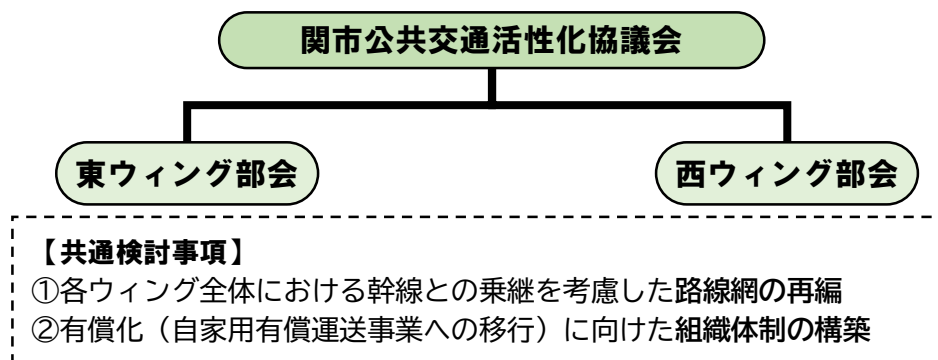 関市公共交通活性化協議会
東ウィング部会
西ウィング部会
【共通検討事項】
①各ウィング全体における幹線との乗継を考慮した路線網の再編
②有償化（自家用有償運送事業への移行）に向けた組織体制の構築